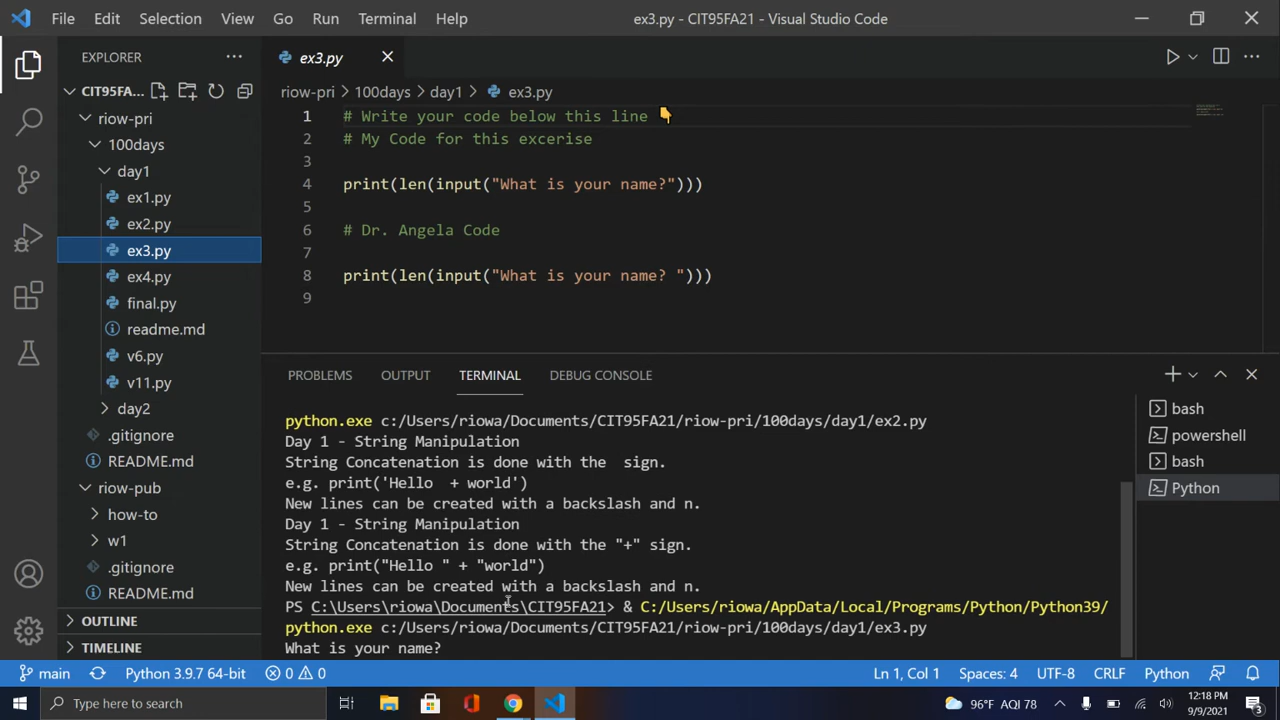 File Edit Selection View Go Run Terminal Help ex3.py - CIT95FA21 - Visual Studio Code
EXPLORER
CIT95FA...
riow-pri
100days
day1
ex1.py
ex2.py
ex3.py
ex4.py
final.py
readme.md
v6.py
v11.py
day2
.gitignore
README.md
riow-pub
how-to
w1
.gitignore
README.md
OUTLINE
TIMELINE
ex3.py
riow-pri > 100days > day1 > ex3.py
1 # Write your code below this line 👇
2 # My Code for this excerise
3
4 print(len(input("What is your name?")))
5
6 # Dr. Angela Code
7
8 print(len(input("What is your name? ")))
9
PROBLEMS OUTPUT TERMINAL DEBUG CONSOLE
python.exe c:/Users/riowa/Documents/CIT95FA21/riow-pri/100days/day1/ex2.py
Day 1 - String Manipulation
String Concatenation is done with the  sign.
e.g. print('Hello  + world')
New lines can be created with a backslash and n.
Day 1 - String Manipulation
String Concatenation is done with the "+" sign.
e.g. print("Hello " + "world")
New lines can be created with a backslash and n.
PS C:\Users\riowa\Documents\CIT95FA21> & C:/Users/riowa/AppData/Local/Programs/Python/Python39/
python.exe c:/Users/riowa/Documents/CIT95FA21/riow-pri/100days/day1/ex3.py
What is your name?
bash
powershell
bash
Python
main Python 3.9.7 64-bit 0 0 Ln 1, Col 1 Spaces: 4 UTF-8 CRLF Python
Type here to search
96°F AQI 78
12:18 PM
9/9/2021
3